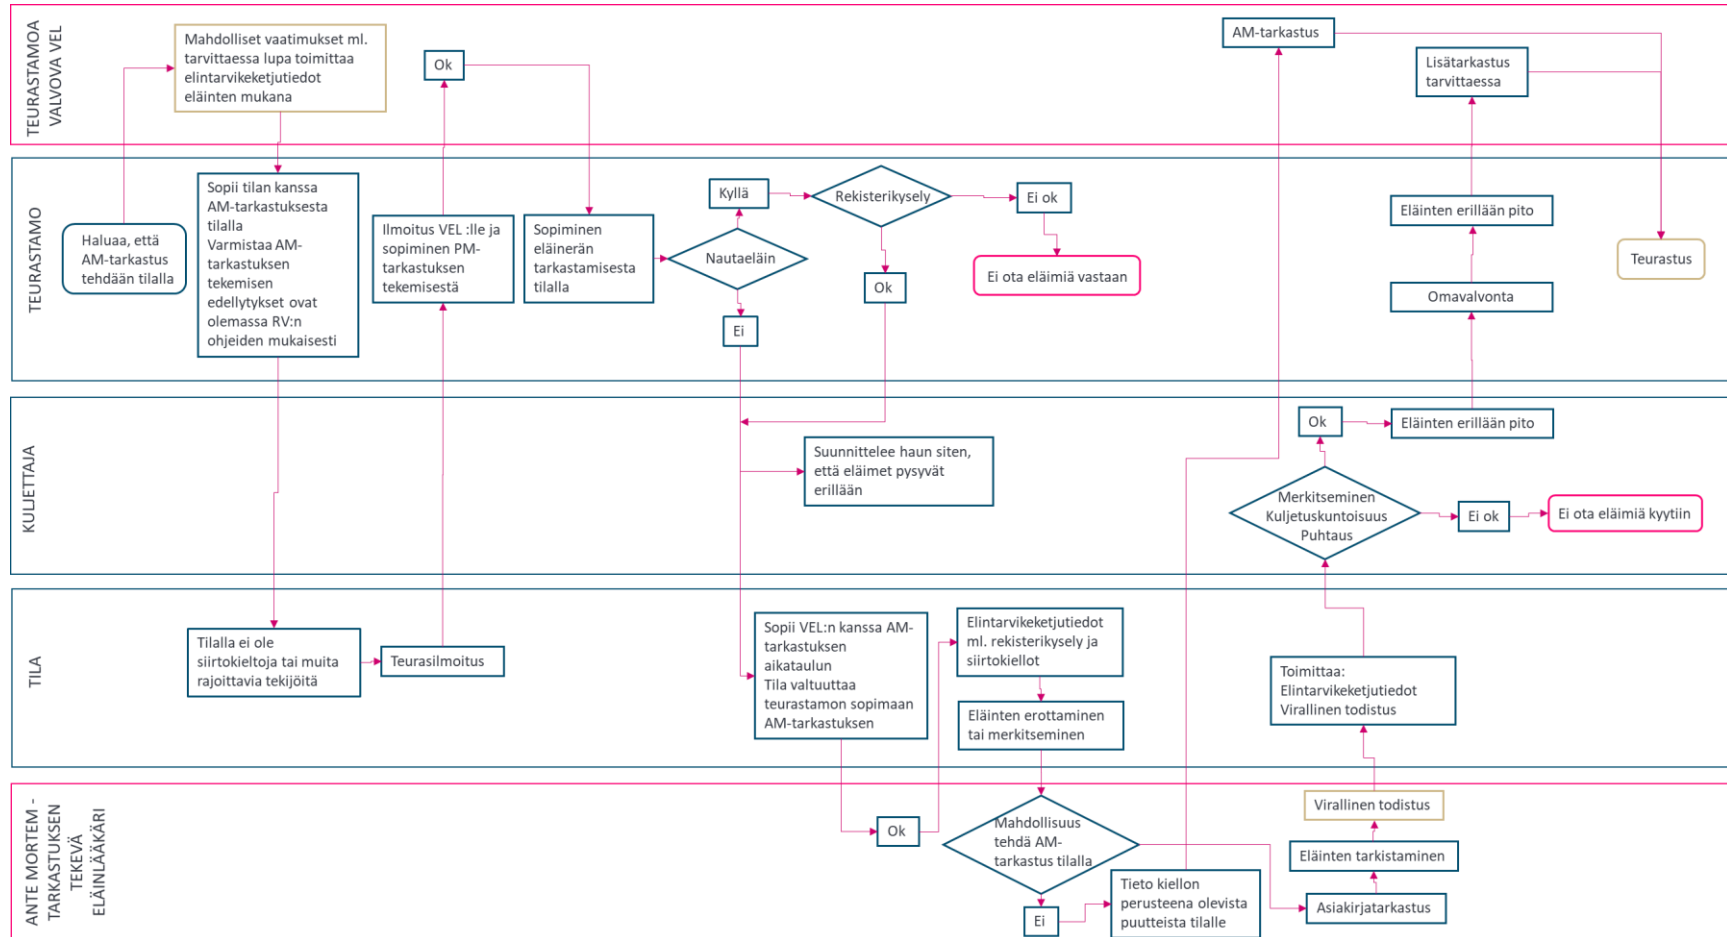 TEURASTAMOA
VALVOVA VEL
Mahdolliset vaatimukset ml.
tarvittaessa lupa toimittaa
elintarvikeketjutiedot
eläinten mukana
Ok
AM-tarkastus
Lisätarkastus
tarvittaessa
TEURASTAMO
Haluaa, että
AM-tarkastus
tehdään tilalla
Sopii tilan kanssa
AM-tarkastuksesta
tilalla
Varmistaa AM-
tarkastuksen
tekemisen
edellytykset ovat
olemassa RV:n
ohjeiden mukaisesti
Ilmoitus VEL :lle ja
sopiminen PM-
tarkastuksen
tekemisestä
Sopiminen
eläinerän
tarkastamisesta
tilalla
Nautaeläin
Kyllä
Ei
Rekisterikysely
Ei ok
Ei ota eläimiä vastaan
Ok
Eläinten erillään pito
Omavalvonta
Teurastus
KULJETTAJA
Suunnittelee haun siten,
että eläimet pysyvät
erillään
Ok
Eläinten erillään pito
Merkitseminen
Kuljetuskuntoisuus
Puhtaus
Ei ok
Ei ota eläimiä kyytiin
TILA
Tilalla ei ole
siirtokieltoja tai muita
rajoittavia tekijöitä
Teurasilmoitus
Sopii VEL:n kanssa AM-
tarkastuksen
aikataulun
Tila valtuuttaa
teurastamon sopimaan
AM-tarkastuksen
Elintarvikeketjutiedot
ml. rekisterikysely ja
siirtokiellot
Eläinten erottaminen
tai merkitseminen
Toimittaa:
Elintarvikeketjutiedot
Virallinen todistus
ANTE MORTEM -
TARKASTUKSEN
TEKEVÄ
ELÄINLÄÄKÄRI
Ok
Mahdollisuus
tehdä AM-
tarkastus tilalla
Ei
Tieto kiellon
perusteena olevista
puutteista tilalle
Virallinen todistus
Eläinten tarkistaminen
Asiakirjatarkastus